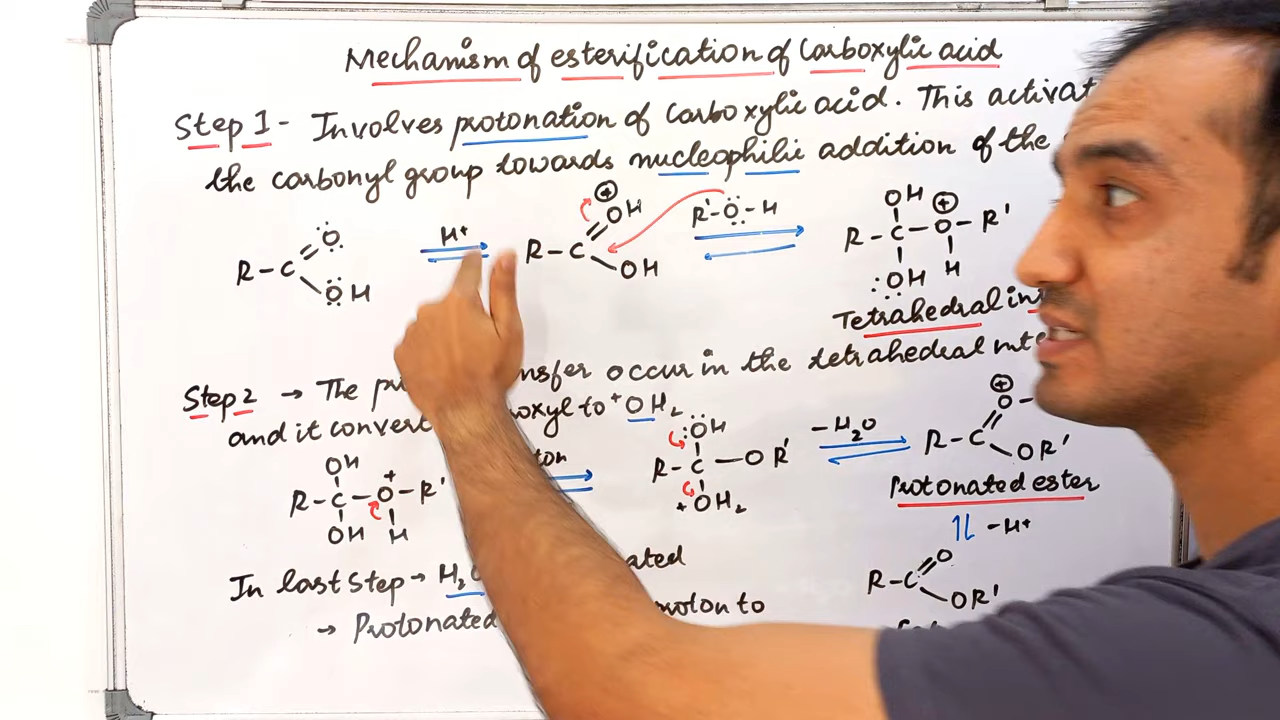 Mechanism of esterification of Carboxylic acid
Step 1 - Involves protonation of carboxylic acid. This activat
the carbonyl group towards nucleophilic addition of the
R-C =O OH
H+
R-C =OH ⊕ OH
R'-O-H
OH
R-C-O-R' ⊕
:OH H
Tetrahedral in
Step 2 → The nsfer occur in the tetrahedral inte
and it convert oxyl to +OH2
OH
R-C-O-R' +
OH H
:OH
R-C-OR'
+OH2
-H2O
R-C =O- ⊕ OR'
Protonated ester
⇌ -H+
R-C =O OR'
In last step → H2O ated
→ Protonated proton to